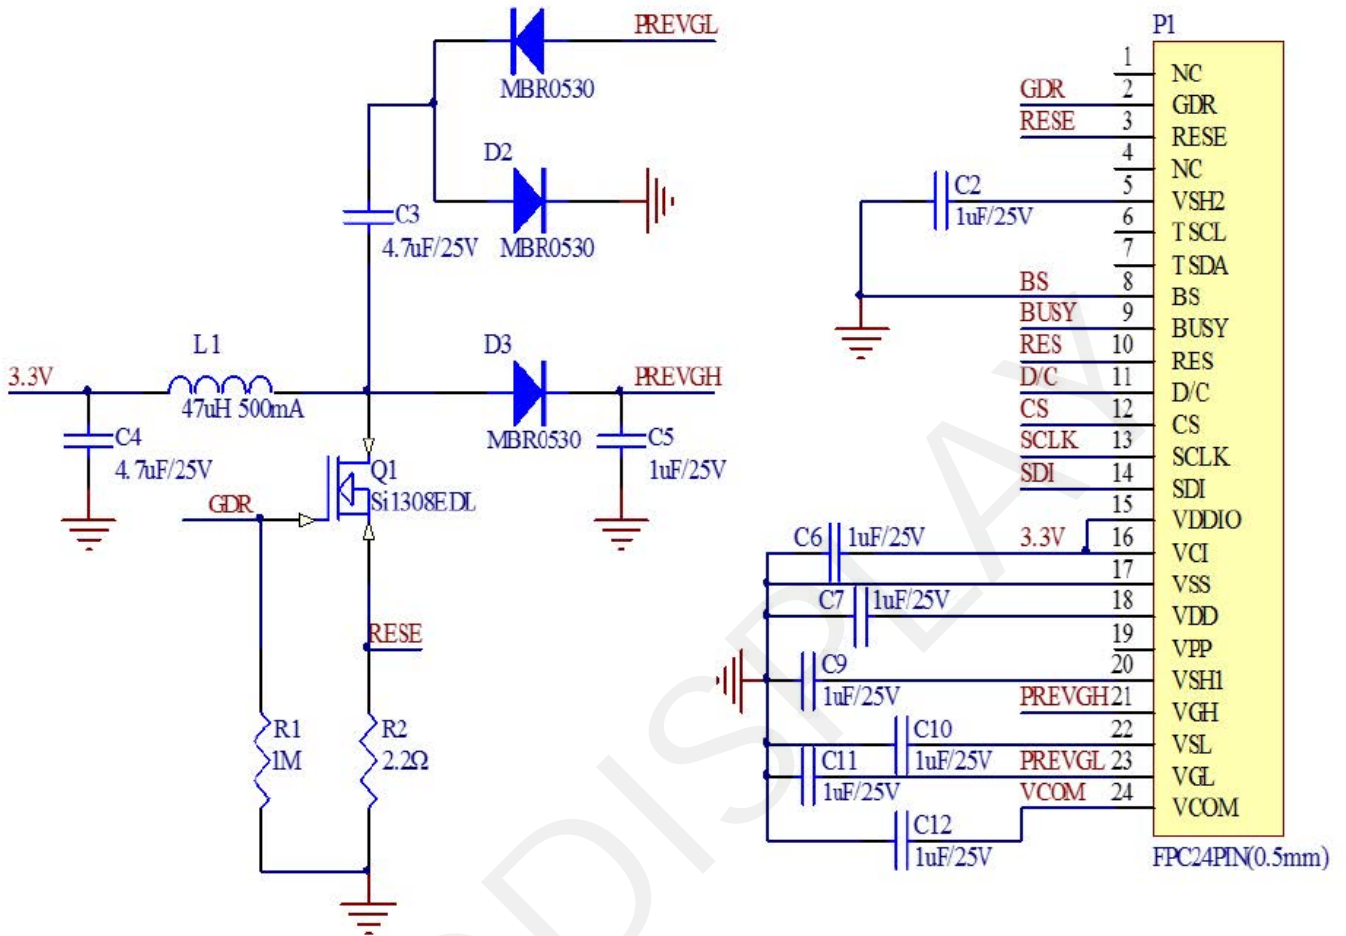 PREVGL
MBR0530
D2
MBR0530
C3
4.7uF/25V
L1
3.3V
47uH 500mA
D3
PREVGH
MBR0530
C4
4.7uF/25V
C5
1uF/25V
Q1
Si1308EDL
GDR
RESE
R1
1M
R2
2.2Ω
P1
1 NC
GDR 2 GDR
RESE 3 RESE
4 NC
C2
1uF/25V
5 VSH2
6 TSCL
7 TSDA
BS 8 BS
BUSY 9 BUSY
RES 10 RES
D/C 11 D/C
CS 12 CS
SCLK 13 SCLK
SDI 14 SDI
15 VDDIO
C6 1uF/25V 3.3V 16 VCI
17 VSS
C7 1uF/25V 18 VDD
19 VPP
C9
1uF/25V
20 VSH1
PREVGH 21 VGH
C10
1uF/25V
22 VSL
C11
1uF/25V
PREVGL 23 VGL
VCOM 24 VCOM
C12
1uF/25V
FPC24PIN(0.5mm)
DISPLAY